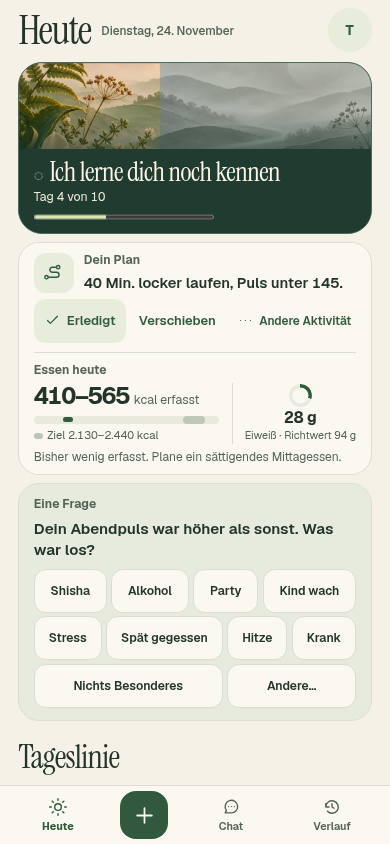 Heute Dienstag, 24. November T
Ich lerne dich noch kennen
Tag 4 von 10
Dein Plan
40 Min. locker laufen, Puls unter 145.
Erledigt Verschieben ··· Andere Aktivität
Essen heute
410–565 kcal erfasst
28 g
Ziel 2.130–2.440 kcal
Eiweiß · Richtwert 94 g
Bisher wenig erfasst. Plane ein sättigendes Mittagessen.
Eine Frage
Dein Abendpuls war höher als sonst. Was
war los?
Shisha Alkohol Party Kind wach
Stress Spät gegessen Hitze Krank
Nichts Besonderes Andere…
Tageslinie
Heute Chat Verlauf